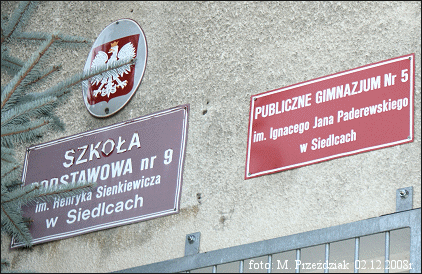 SZKOŁA
PODSTAWOWA nr 9
im. Henryka Sienkiewicza
w Siedlcach
PUBLICZNE GIMNAZJUM Nr 5
im. Ignacego Jana Paderewskiego
w Siedlcach
foto: M. Przeździak 02.12.2008r.